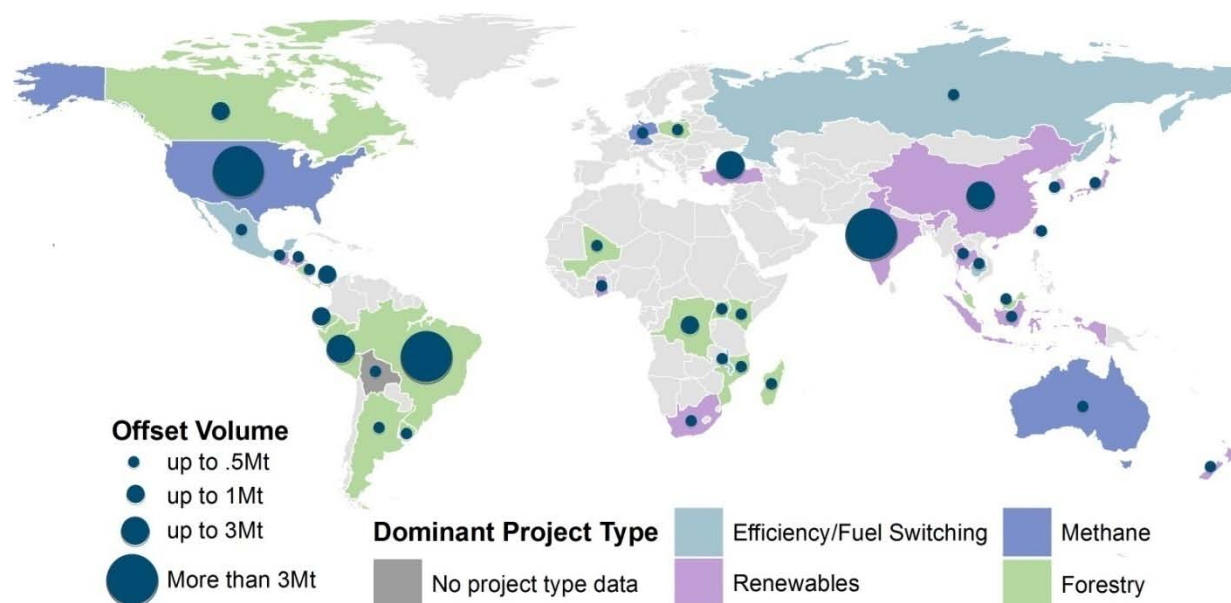 Offset Volume
up to .5Mt
up to 1Mt
up to 3Mt
More than 3Mt
Dominant Project Type
No project type data
Efficiency/Fuel Switching
Renewables
Methane
Forestry